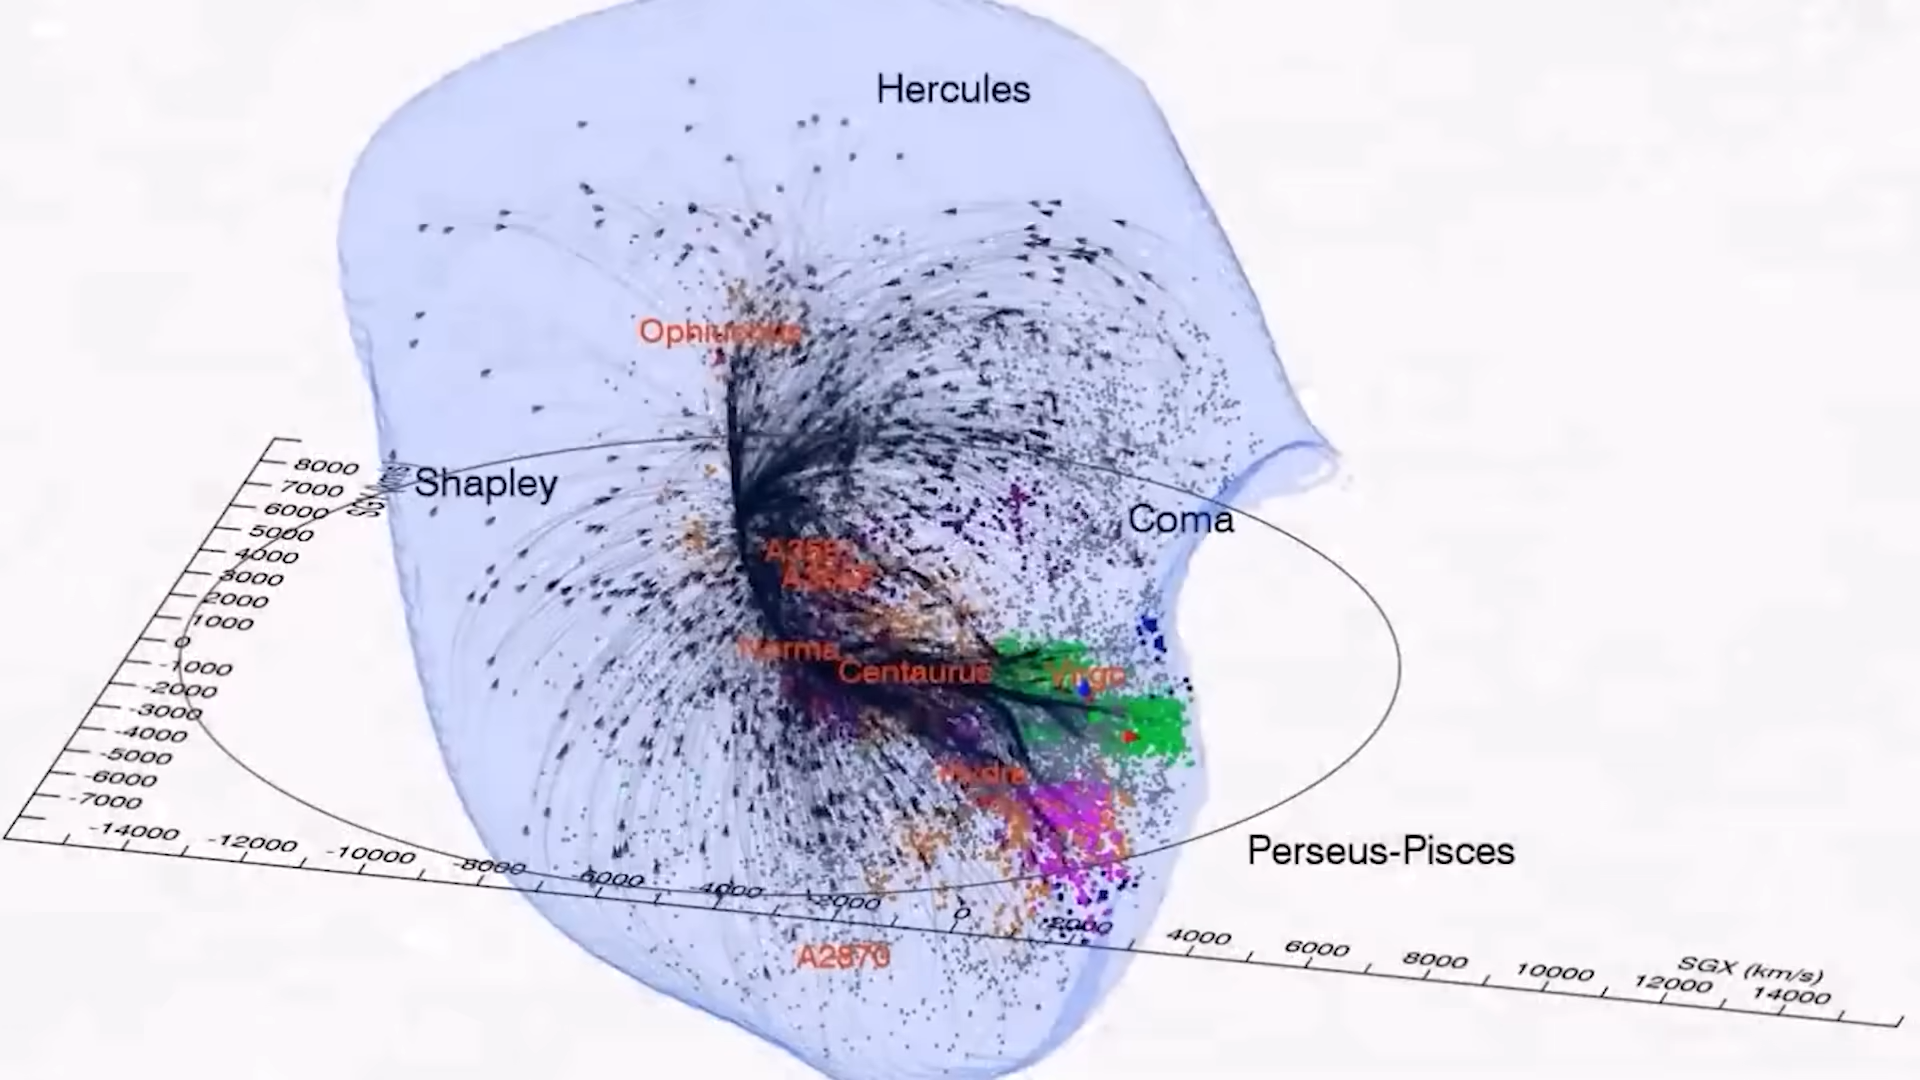 Hercules
Ophiuchus
Shapley
Coma
Norma
Centaurus
Virgo
Hydra
Perseus-Pisces
A2870
8000
7000
6000
5000
4000
3000
2000
1000
0
-1000
-2000
-3000
-4000
-5000
-6000
-7000
-14000 -12000 -10000 -8000 -6000 -4000 -2000 0 2000 4000 6000 8000 10000 12000 14000
SGX (km/s)